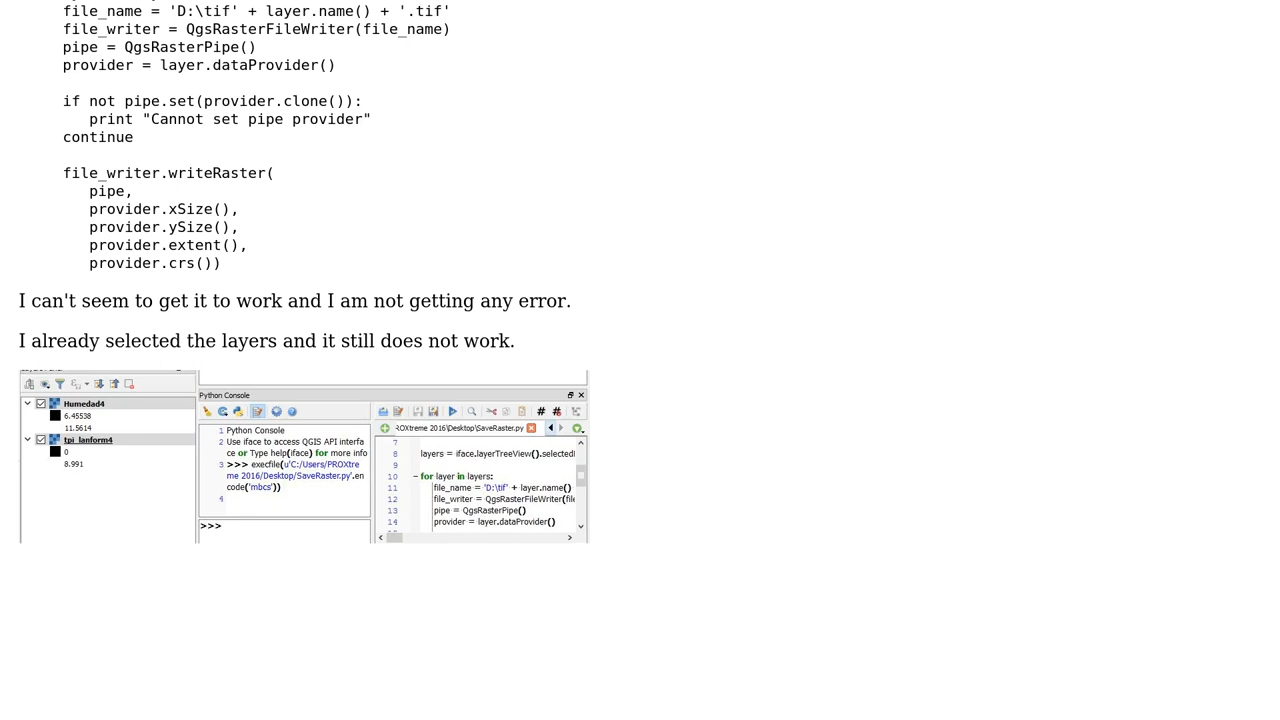 file_name = 'D:\tif' + layer.name() + '.tif'
file_writer = QgsRasterFileWriter(file_name)
pipe = QgsRasterPipe()
provider = layer.dataProvider()
if not pipe.set(provider.clone()):
print "Cannot set pipe provider"
continue
file_writer.writeRaster(
pipe,
provider.xSize(),
provider.ySize(),
provider.extent(),
provider.crs())
I can't seem to get it to work and I am not getting any error.
I already selected the layers and it still does not work.
Humedad4
6.45538
11.5614
tpi_lanform4
0
8.991
Python Console
1 Python Console
2 Use iface to access QGIS API interfa
ce or Type help(iface) for more info
3 >>> execfile(u'C:/Users/PROXtre
me 2016/Desktop/SaveRaster.py'.en
code('mbcs'))
4
>>>
ROXtreme 2016\Desktop\SaveRaster.py
7
8 layers = iface.layerTreeView().selected
9
10 for layer in layers:
11 file_name = 'D:\tif' + layer.name()
12 file_writer = QgsRasterFileWriter(file
13 pipe = QgsRasterPipe()
14 provider = layer.dataProvider()